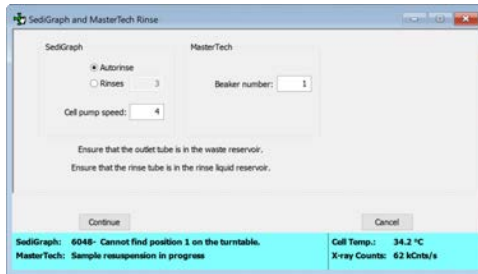 SediGraph and MasterTech Rinse
SediGraph
MasterTech
Autorinse
Rinses 3
Beaker number: 1
Cell pump speed: 4
Ensure that the outlet tube is in the waste reservoir.
Ensure that the rinse tube is in the rinse liquid reservoir.
Continue
Cancel
SediGraph: 6048- Cannot find position 1 on the turntable.
Cell Temp.: 34.2 °C
MasterTech: Sample resuspension in progress
X-ray Counts: 62 kCnts/s